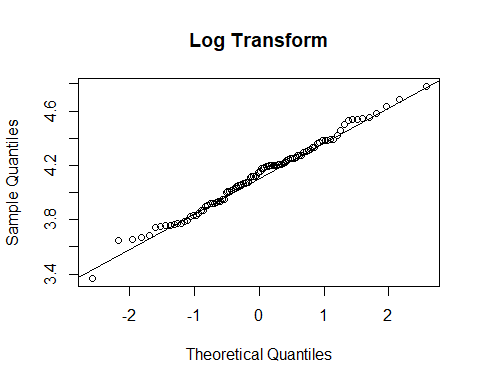 Log Transform
Sample Quantiles
4.6
4.2
3.8
3.4
-2 -1 0 1 2
Theoretical Quantiles